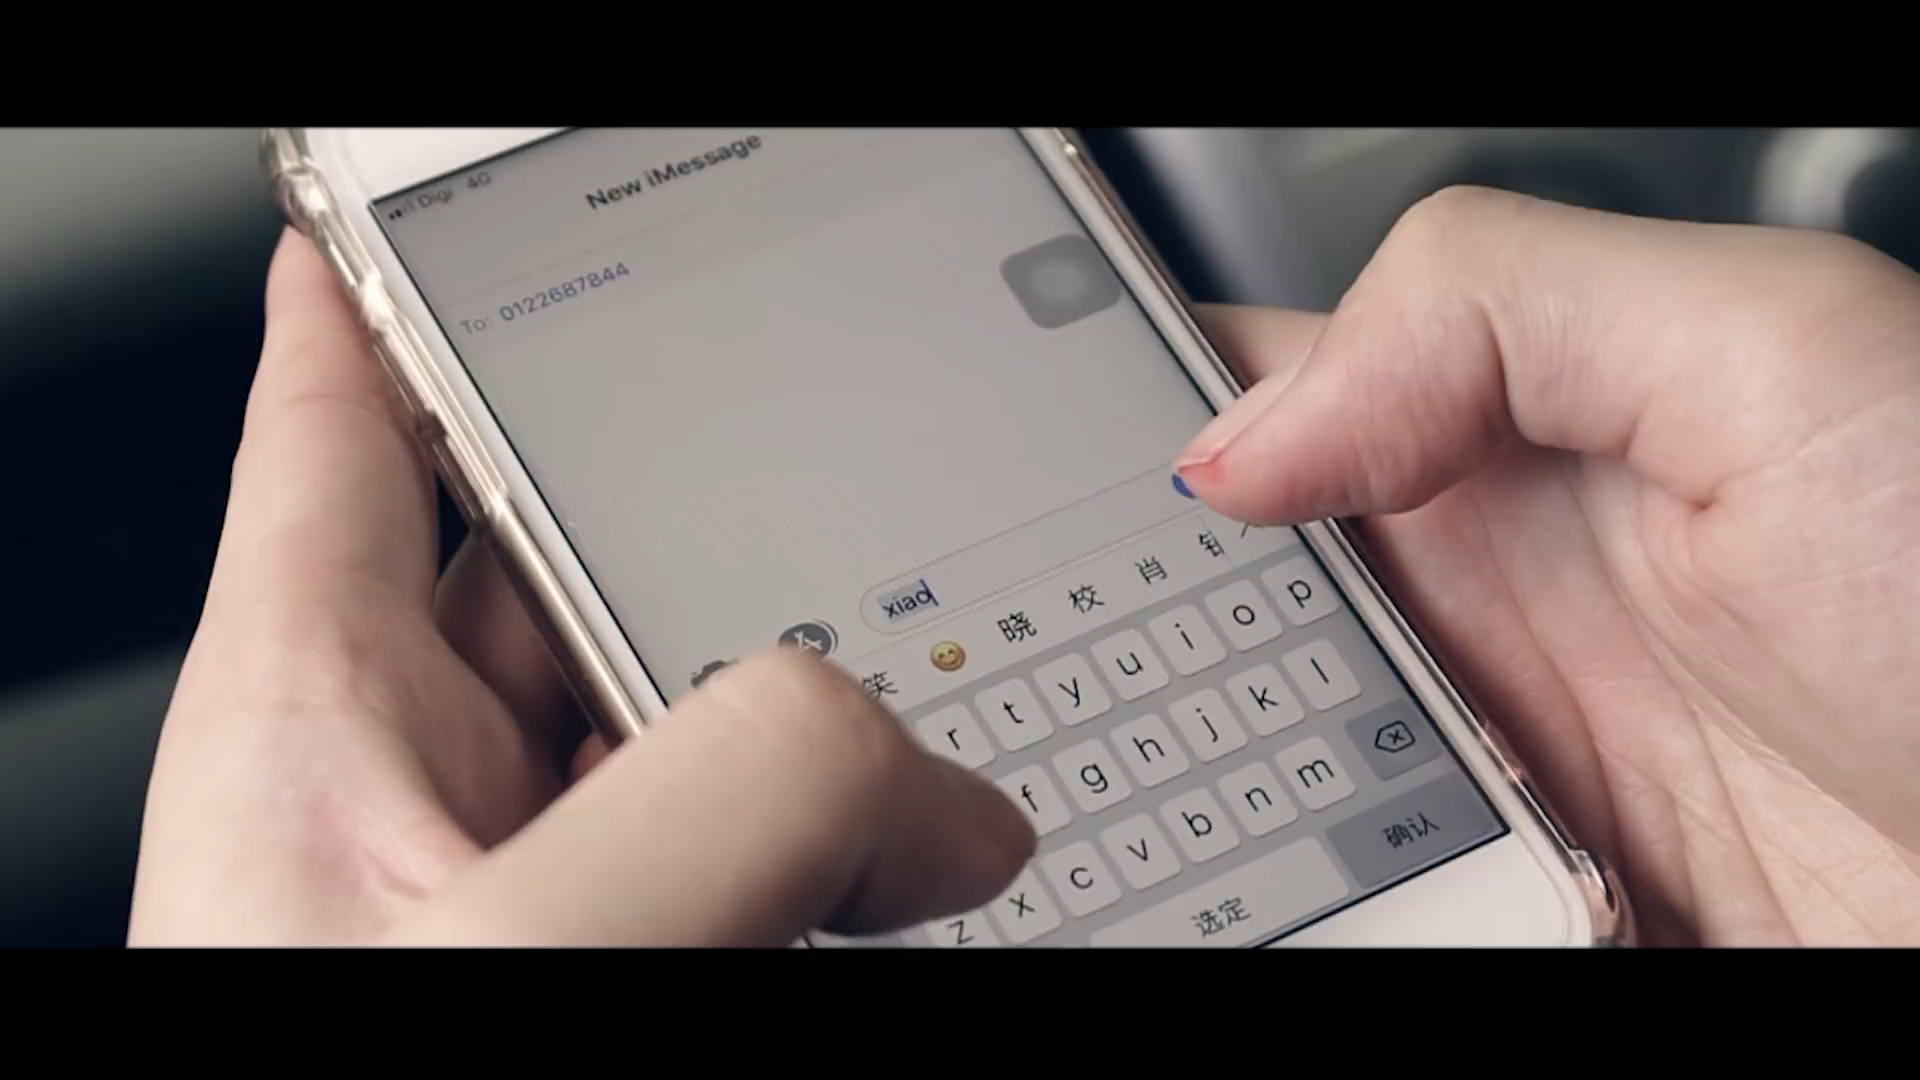 Digi 4G
New iMessage
To: 0122687844
xiao
笑 😊 晓 校 肖
r t y u i o p
f g h j k l
z x c v b n m
选定 确认